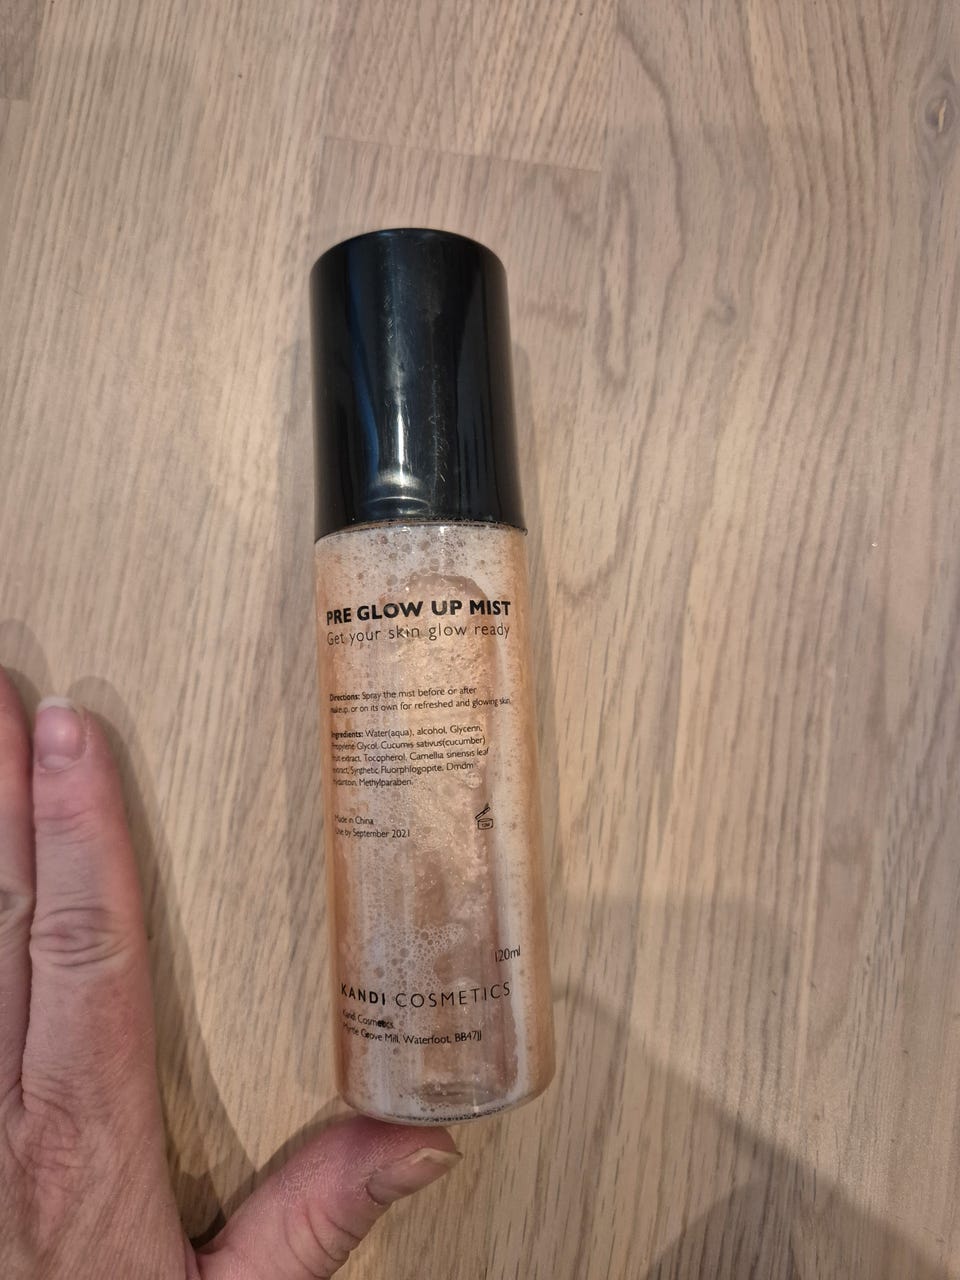 PRE GLOW UP MIST
Get your skin glow ready
Directions: Spray the mist before or after
makeup, or on its own for refreshed and glowing skin.
Ingredients: Water(aqua), alcohol, Glycerin,
Propylene Glycol, Cucumis sativus(cucumber)
fruit extract, Tocopherol, Camellia sinensis leaf
extract, Synthetic Fluorphlogopite, Dmdm
Hydantoin, Methylparaben.
Made in China
Use by September 2021
12M
120ml
KANDI COSMETICS
Kandi Cosmetics,
Myrtle Grove Mill, Waterfoot, BB47JJ